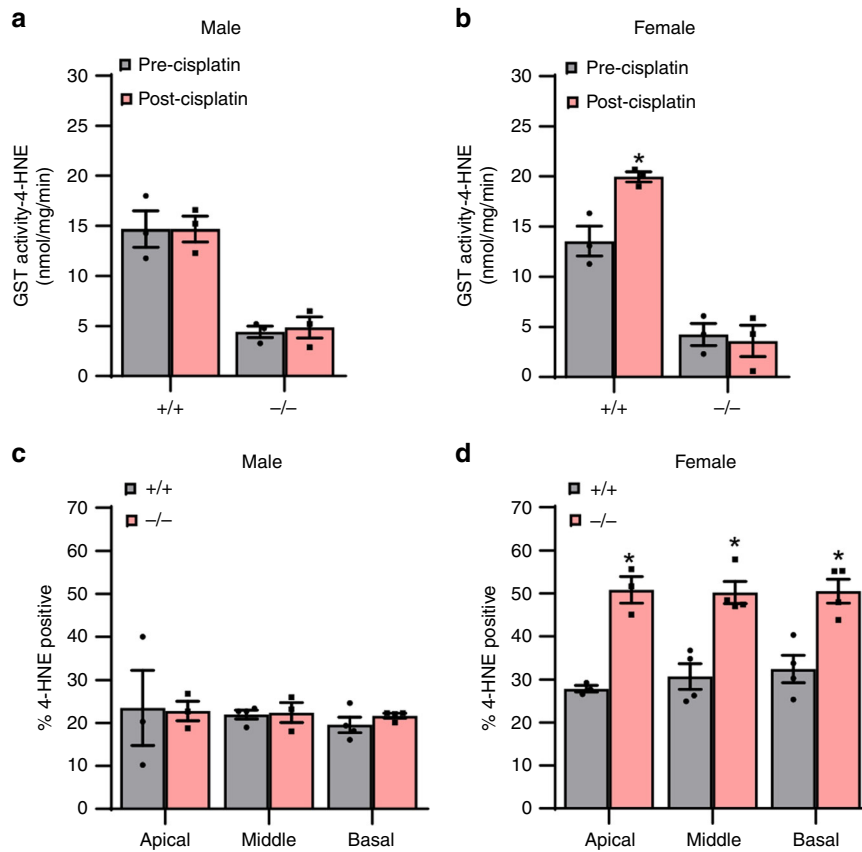 a
Male
Pre-cisplatin
Post-cisplatin
GST activity-4-HNE
(nmol/mg/min)
30
25
20
15
10
5
0
+/+
–/–
b
Female
Pre-cisplatin
Post-cisplatin
GST activity-4-HNE
(nmol/mg/min)
30
25
20
15
10
5
0
*
+/+
–/–
c
Male
+/+
–/–
% 4-HNE positive
70
60
50
40
30
20
10
0
Apical
Middle
Basal
d
Female
+/+
–/–
% 4-HNE positive
70
60
50
40
30
20
10
0
*
*
*
Apical
Middle
Basal